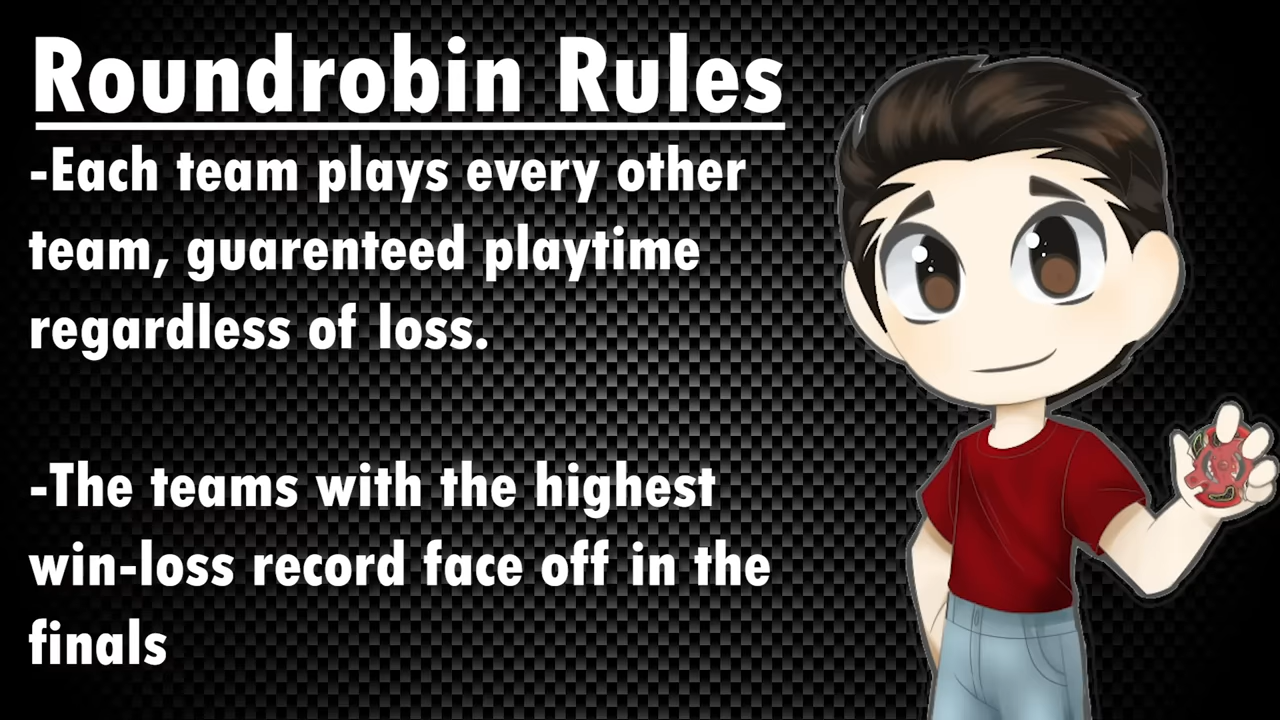 Roundrobin Rules
-Each team plays every other
team, guarenteed playtime
regardless of loss.
-The teams with the highest
win-loss record face off in the
finals